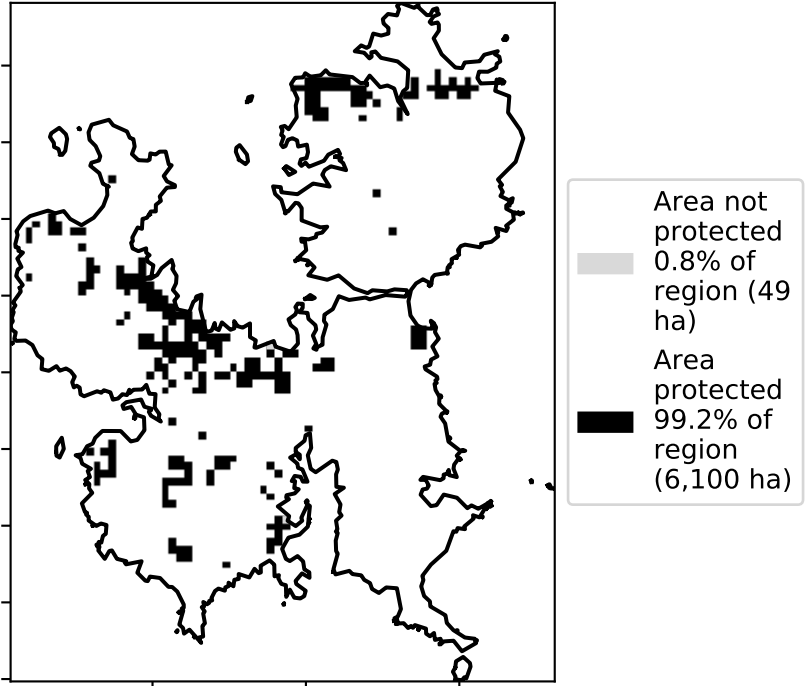 Area not
protected
0.8% of
region (49
ha)
Area
protected
99.2% of
region
(6,100 ha)